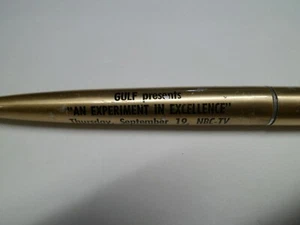 GULF presents
"AN EXPERIMENT IN EXCELLENCE"
Thursday, September 19, NBC-TV